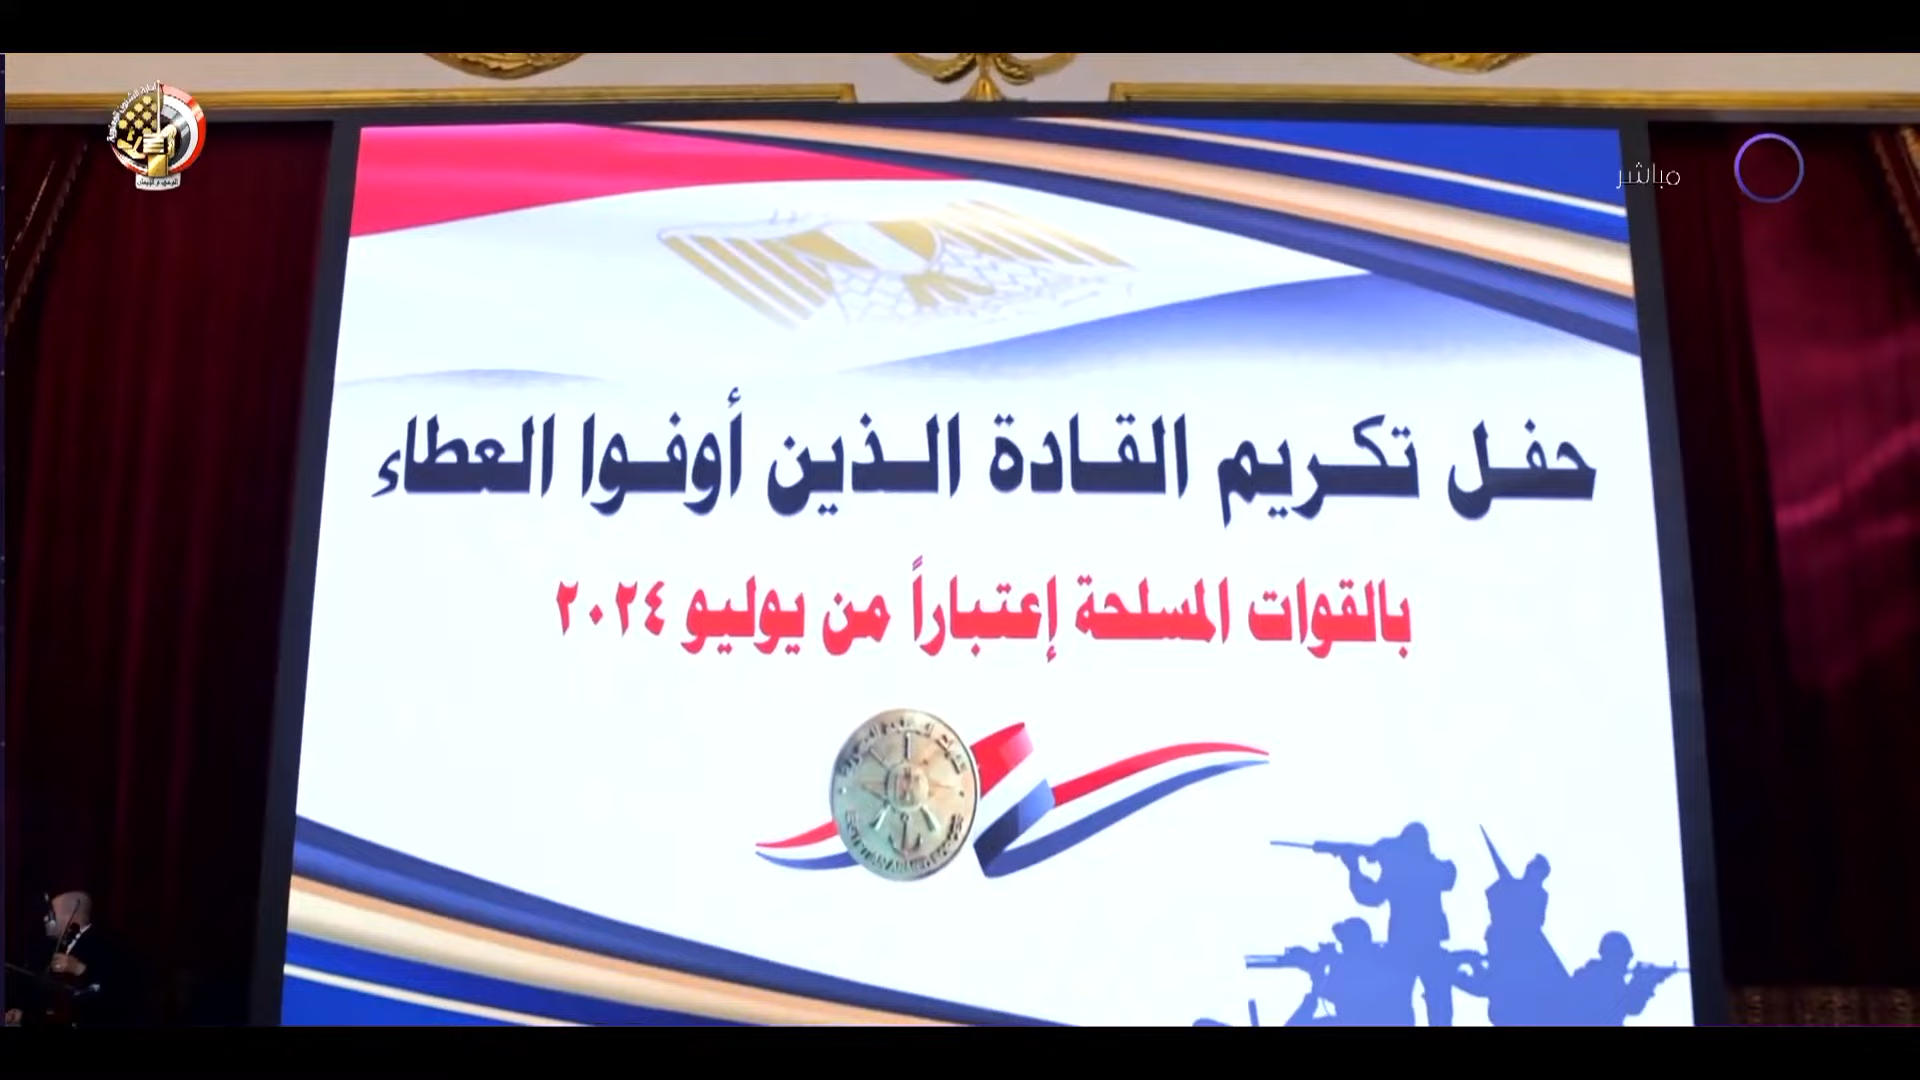 مباشر
حفل تكريم القادة الذين أوفوا العطاء
بالقوات المسلحة إعتباراً من يوليو ٢٠٢٤